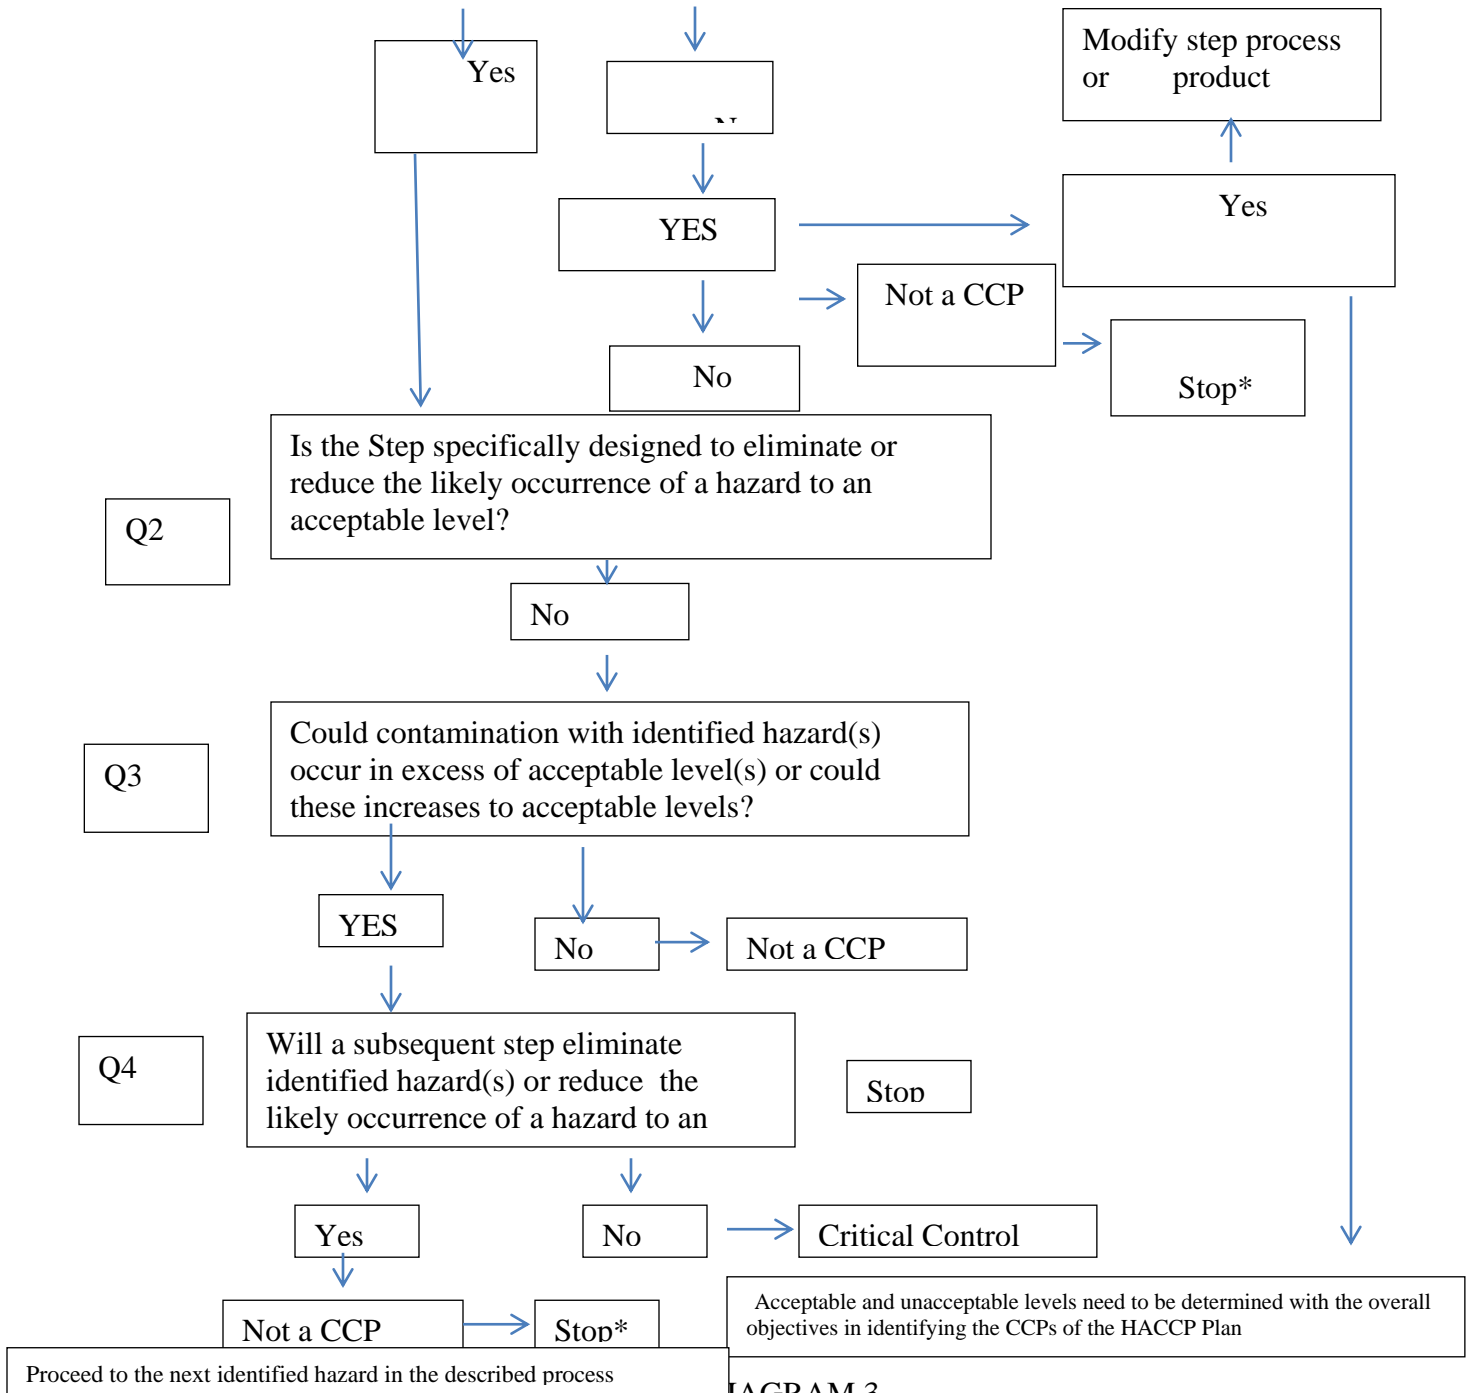 Yes
Modify step process
or product
YES
Yes
Not a CCP
No
Stop*
Is the Step specifically designed to eliminate or
reduce the likely occurrence of a hazard to an
acceptable level?
Q2
No
Q3
Could contamination with identified hazard(s)
occur in excess of acceptable level(s) or could
these increases to acceptable levels?
YES
No
Not a CCP
Q4
Will a subsequent step eliminate
identified hazard(s) or reduce the
likely occurrence of a hazard to an
Stop
Yes
No
Critical Control
Not a CCP
Stop*
Acceptable and unacceptable levels need to be determined with the overall
objectives in identifying the CCPs of the HACCP Plan
Proceed to the next identified hazard in the described process
IAGRAM 3